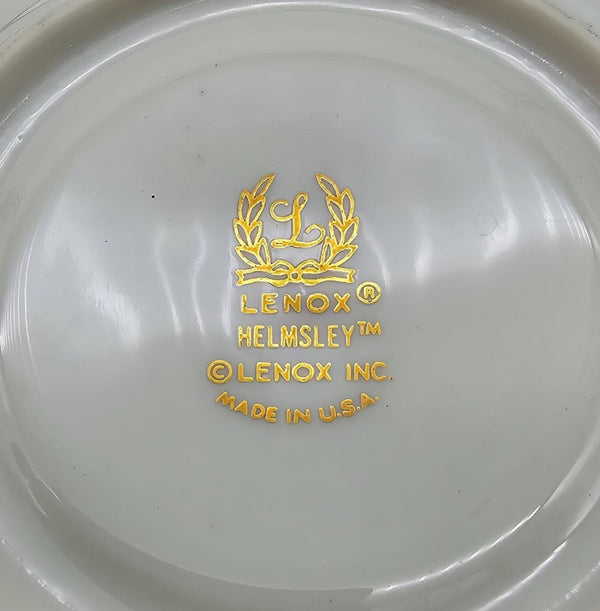 L
LENOX®
HELMSLEY™
© LENOX INC.
MADE IN U.S.A.